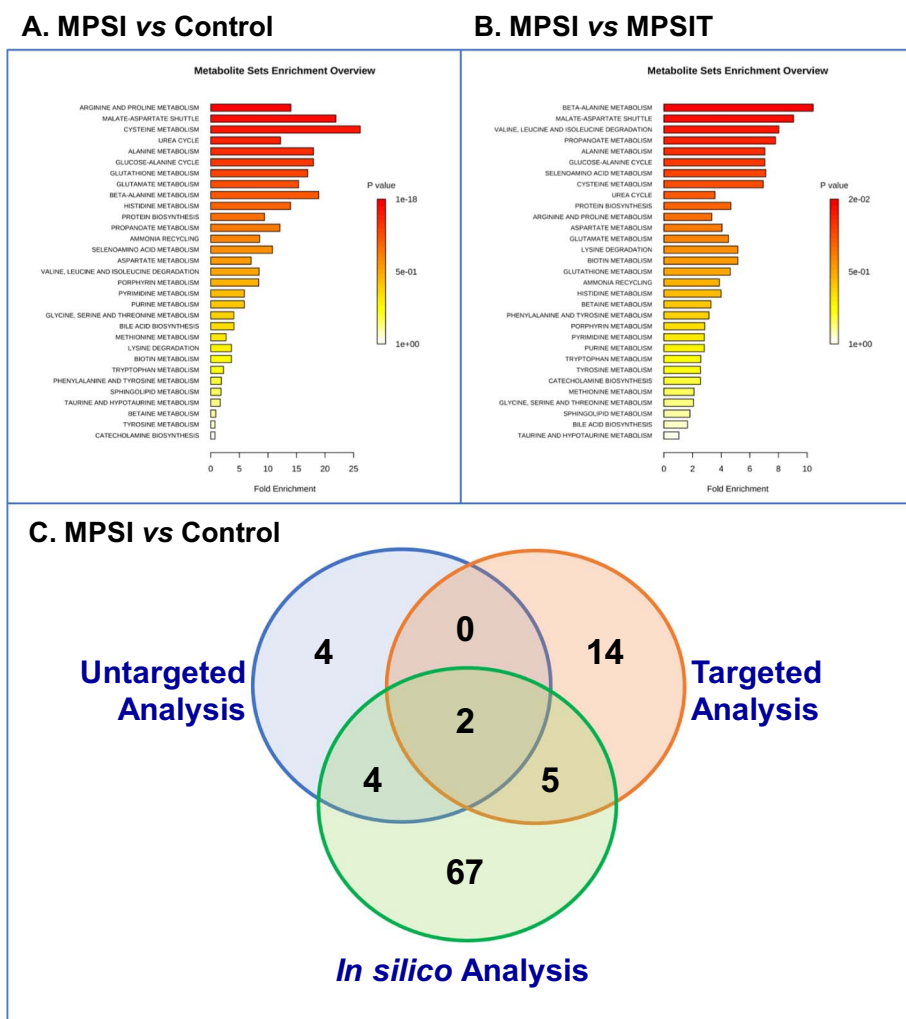 A. MPSI vs Control
Metabolite Sets Enrichment Overview
ARGININE AND PROLINE METABOLISM
MALATE-ASPARTATE SHUTTLE
CYSTEINE METABOLISM
UREA CYCLE
ALANINE METABOLISM
GLUCOSE-ALANINE CYCLE
GLUTATHIONE METABOLISM
GLUTAMATE METABOLISM
BETA-ALANINE METABOLISM
HISTIDINE METABOLISM
PROTEIN BIOSYNTHESIS
PROPANOATE METABOLISM
AMMONIA RECYCLING
SELENOAMINO ACID METABOLISM
ASPARTATE METABOLISM
VALINE, LEUCINE AND ISOLEUCINE DEGRADATION
PORPHYRIN METABOLISM
PYRIMIDINE METABOLISM
PURINE METABOLISM
GLYCINE, SERINE AND THREONINE METABOLISM
BILE ACID BIOSYNTHESIS
METHIONINE METABOLISM
LYSINE DEGRADATION
BIOTIN METABOLISM
TRYPTOPHAN METABOLISM
PHENYLALANINE AND TYROSINE METABOLISM
SPHINGOLIPID METABOLISM
TAURINE AND HYPOTAURINE METABOLISM
BETAINE METABOLISM
TYROSINE METABOLISM
CATECHOLAMINE BIOSYNTHESIS
0 5 10 15 20 25
Fold Enrichment
P value
1e-18
5e-01
1e+00
B. MPSI vs MPSIT
Metabolite Sets Enrichment Overview
BETA-ALANINE METABOLISM
MALATE-ASPARTATE SHUTTLE
VALINE, LEUCINE AND ISOLEUCINE DEGRADATION
PROPANOATE METABOLISM
ALANINE METABOLISM
GLUCOSE-ALANINE CYCLE
SELENOAMINO ACID METABOLISM
CYSTEINE METABOLISM
UREA CYCLE
PROTEIN BIOSYNTHESIS
ARGININE AND PROLINE METABOLISM
ASPARTATE METABOLISM
GLUTAMATE METABOLISM
LYSINE DEGRADATION
BIOTIN METABOLISM
GLUTATHIONE METABOLISM
AMMONIA RECYCLING
HISTIDINE METABOLISM
BETAINE METABOLISM
PHENYLALANINE AND TYROSINE METABOLISM
PORPHYRIN METABOLISM
PYRIMIDINE METABOLISM
PURINE METABOLISM
TRYPTOPHAN METABOLISM
TYROSINE METABOLISM
CATECHOLAMINE BIOSYNTHESIS
METHIONINE METABOLISM
GLYCINE, SERINE AND THREONINE METABOLISM
SPHINGOLIPID METABOLISM
BILE ACID BIOSYNTHESIS
TAURINE AND HYPOTAURINE METABOLISM
0 2 4 6 8 10
Fold Enrichment
P value
2e-02
5e-01
1e+00
C. MPSI vs Control
Untargeted
Analysis
4
0
14
Targeted
Analysis
2
4
5
67
In silico Analysis